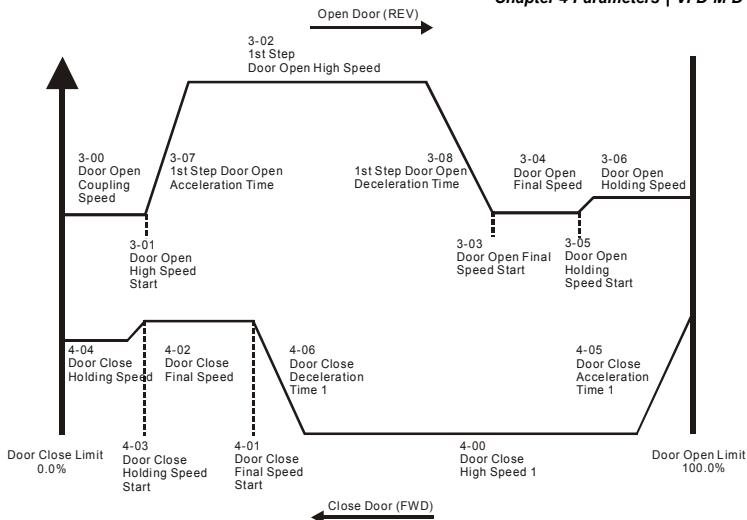 Chapter 4 Parameters | VFD-M-D
Open Door (REV)
3-02
1st Step
Door Open High Speed
3-00
Door Open
Coupling
Speed
3-07
1st Step Door Open
Acceleration Time
3-08
1st Step Door Open
Deceleration Time
3-04
Door Open
Final Speed
3-06
Door Open
Holding Speed
3-01
Door Open
High Speed
Start
3-03
Door Open Final
Speed Start
3-05
Door Open
Holding
Speed Start
4-04
Door Close
Holding Speed
4-02
Door Close
Final Speed
4-06
Door Close
Deceleration
Time 1
4-05
Door Close
Acceleration
Time 1
Door Close Limit
0.0%
4-03
Door Close
Holding Speed
Start
4-01
Door Close
Final Speed
Start
4-00
Door Close
High Speed 1
Door Open Limit
100.0%
Close Door (FWD)